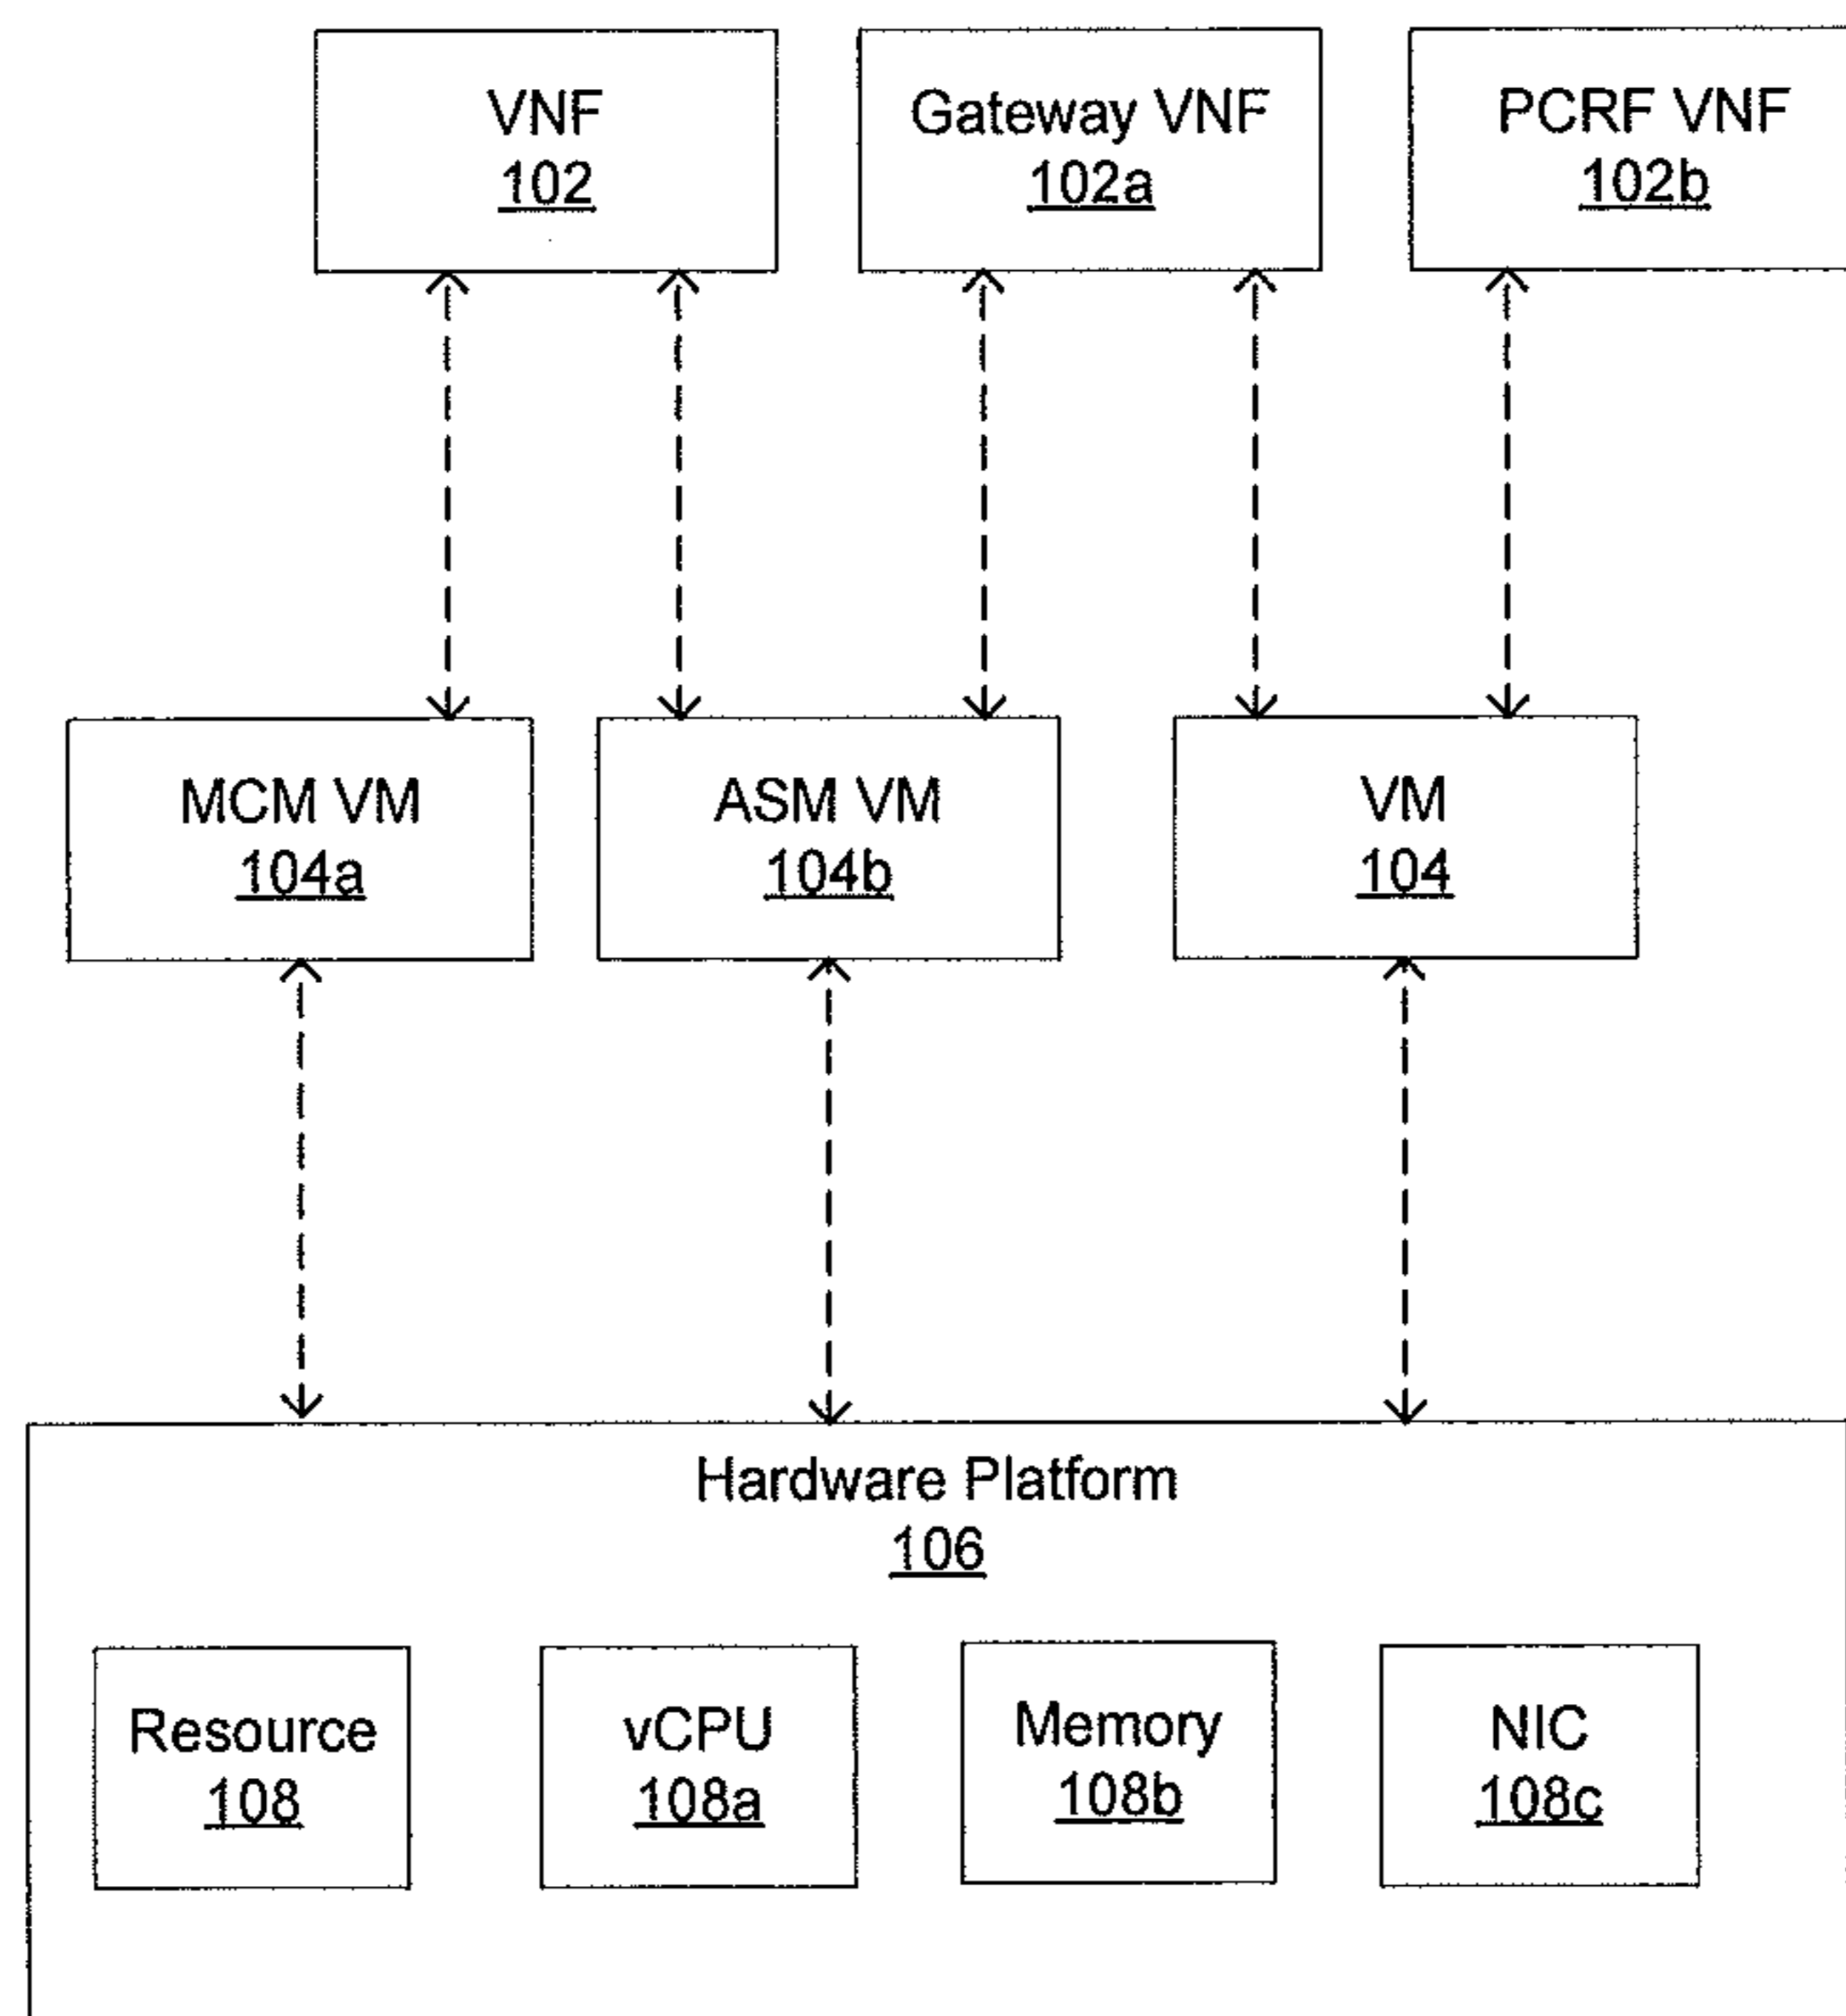 VNF
102
Gateway VNF
102a
PCRF VNF
102b
MCM VM
104a
ASM VM
104b
VM
104
Hardware Platform
106
Resource
108
vCPU
108a
Memory
108b
NIC
108c